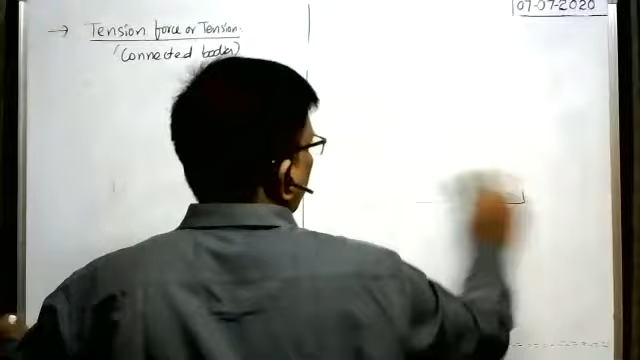 → Tension force or Tension.
(Connected bodies)
07-07-2020